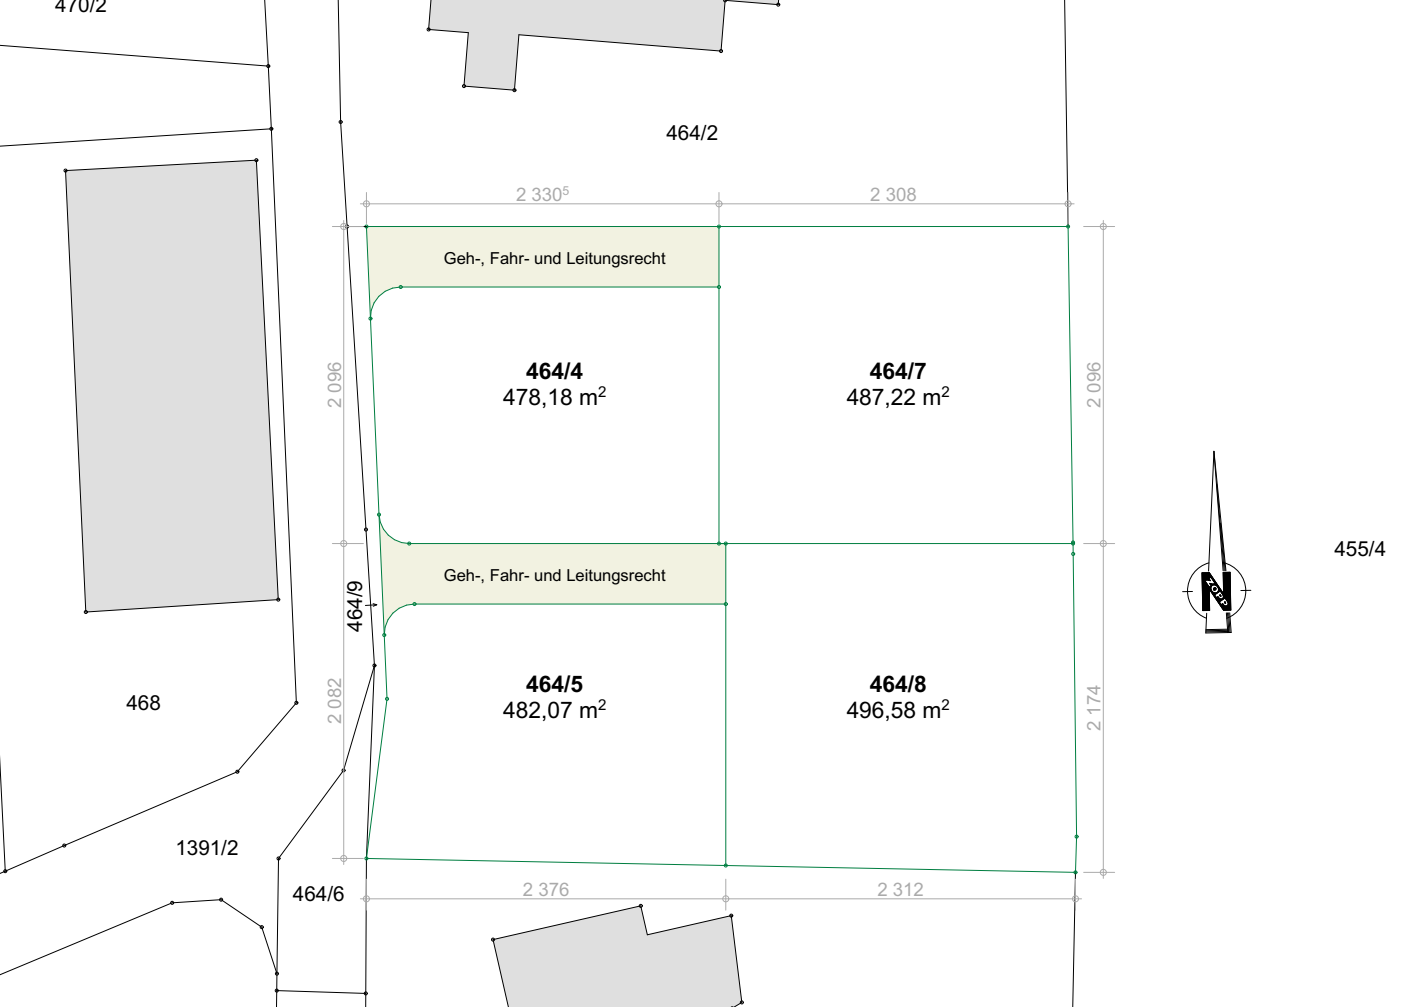 470/2
464/2
2 330⁵
2 308
Geh-, Fahr- und Leitungsrecht
2 096
464/4
478,18 m²
464/7
487,22 m²
2 096
455/4
Geh-, Fahr- und Leitungsrecht
464/9
N
ZOPP
468
2 082
464/5
482,07 m²
464/8
496,58 m²
2 174
1391/2
464/6
2 376
2 312